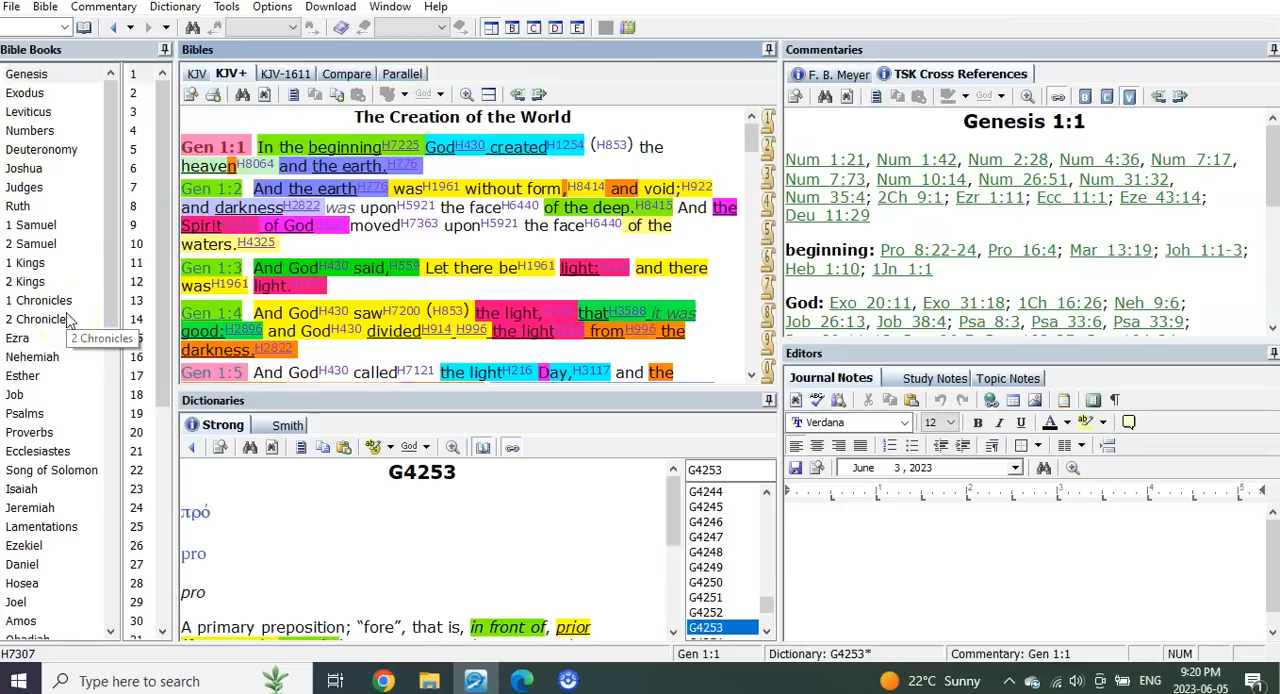 File Bible Commentary Dictionary Tools Options Download Window Help
Bible Books
Genesis 1
Exodus 2
Leviticus 3
Numbers 4
Deuteronomy 5
Joshua 6
Judges 7
Ruth 8
1 Samuel 9
2 Samuel 10
1 Kings 11
2 Kings 12
1 Chronicles 13
2 Chronicles 14
2 Chronicles
Ezra
Nehemiah 16
Esther 17
Job 18
Psalms 19
Proverbs 20
Ecclesiastes 21
Song of Solomon 22
Isaiah 23
Jeremiah 24
Lamentations 25
Ezekiel 26
Daniel 27
Hosea 28
Joel 29
Amos 30
Obadiah 31
Bibles
KJV KJV+ KJV-1611 Compare Parallel
The Creation of the World
Gen 1:1 In the beginningH7225 GodH430 createdH1254 (H853) the
heavenH8064 and the earth.H776
Gen 1:2 And the earthH776 wasH1961 without form,H8414 and void;H922
and darknessH2822 was uponH5921 the faceH6440 of the deep.H8415 And the
Spirit of God movedH7363 uponH5921 the faceH6440 of the
waters.H4325
Gen 1:3 And GodH430 said,H559 Let there beH1961 light: and there
wasH1961 light.
Gen 1:4 And GodH430 sawH7200 (H853) the light, thatH3588 it was
good:H2896 and GodH430 dividedH914 H996 the light fromH996 the
darkness.H2822
Gen 1:5 And GodH430 calledH7121 the lightH216 Day,H3117 and the
Dictionaries
Strong Smith
G4253
πρό
pro
pro
A primary preposition; “fore”, that is, in front of, prior
G4253
G4244
G4245
G4246
G4247
G4248
G4249
G4250
G4251
G4252
G4253
Commentaries
F. B. Meyer TSK Cross References
Genesis 1:1
Num 1:21, Num 1:42, Num 2:28, Num 4:36, Num 7:17,
Num 7:73, Num 10:14, Num 26:51, Num 31:32,
Num 35:4; 2Ch 9:1; Ezr 1:11; Ecc 1:1; Eze 43:14;
Deu 11:29
beginning: Pro 8:22-24, Pro 16:4; Mar 13:19; Joh 1:1-3;
Heb 1:10; 1Jn 1:1
God: Exo 20:11, Exo 31:18; 1Ch 16:26; Neh 9:6;
Job 26:13, Job 38:4; Psa 8:3, Psa 33:6, Psa 33:9;
Editors
Journal Notes Study Notes Topic Notes
Verdana 12 B I U A ab
June 3, 2023
1 2 3 4 5
H7307 Gen 1:1 Dictionary: G4253* Commentary: Gen 1:1 NUM
Type here to search
22°C Sunny ENG
9:20 PM
2023-06-05